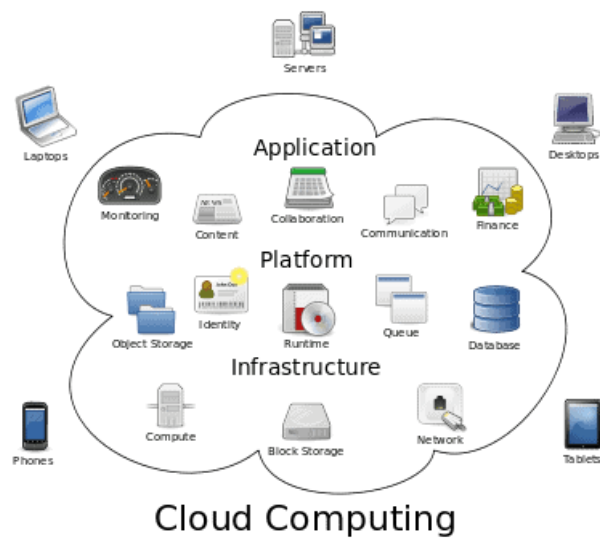 Servers
Laptops
Desktops
Application
Monitoring
Content
Collaboration
Communication
Finance
Platform
Object Storage
Identity
Runtime
Queue
Database
Infrastructure
Compute
Block Storage
Network
Phones
Tablets
Cloud Computing